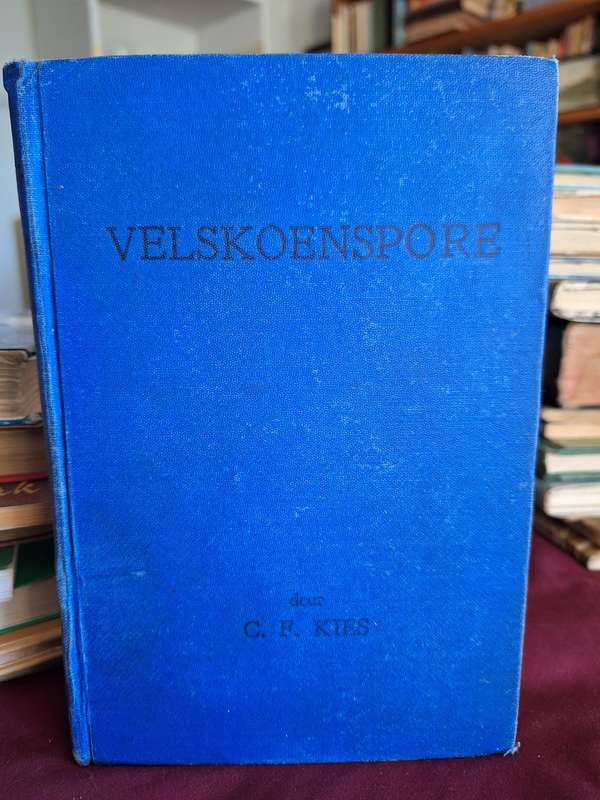 VELSKOENSPORE
deur
C. F. KIES